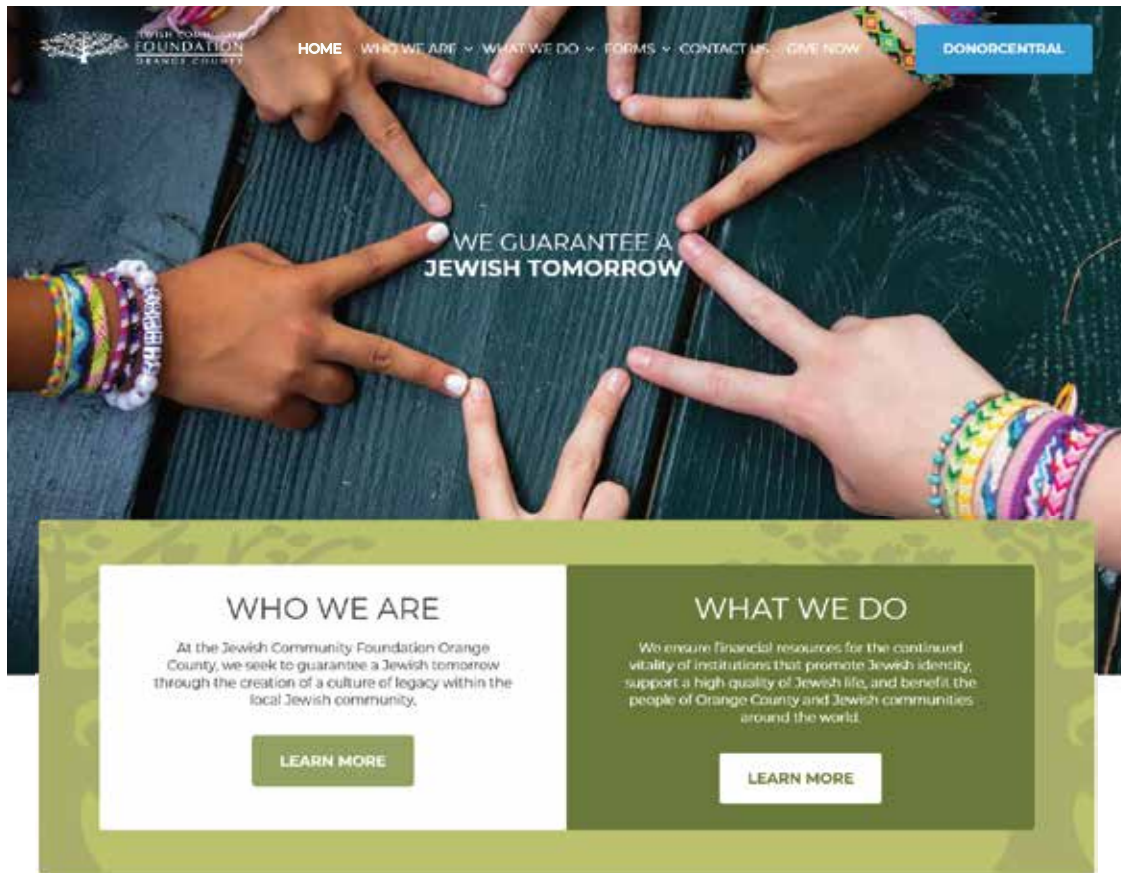 JEWISH COMMUNITY
FOUNDATION
ORANGE COUNTY
HOME WHO WE ARE WHAT WE DO FORMS CONTACT US GIVE NOW DONORCENTRAL
WE GUARANTEE A
JEWISH TOMORROW
WHO WE ARE
At the Jewish Community Foundation Orange
County, we seek to guarantee a Jewish tomorrow
through the creation of a culture of legacy within the
local Jewish community.
LEARN MORE
WHAT WE DO
We ensure financial resources for the continued
vitality of institutions that promote Jewish identity,
support a high quality of Jewish life, and benefit the
people of Orange County and Jewish communities
around the world.
LEARN MORE